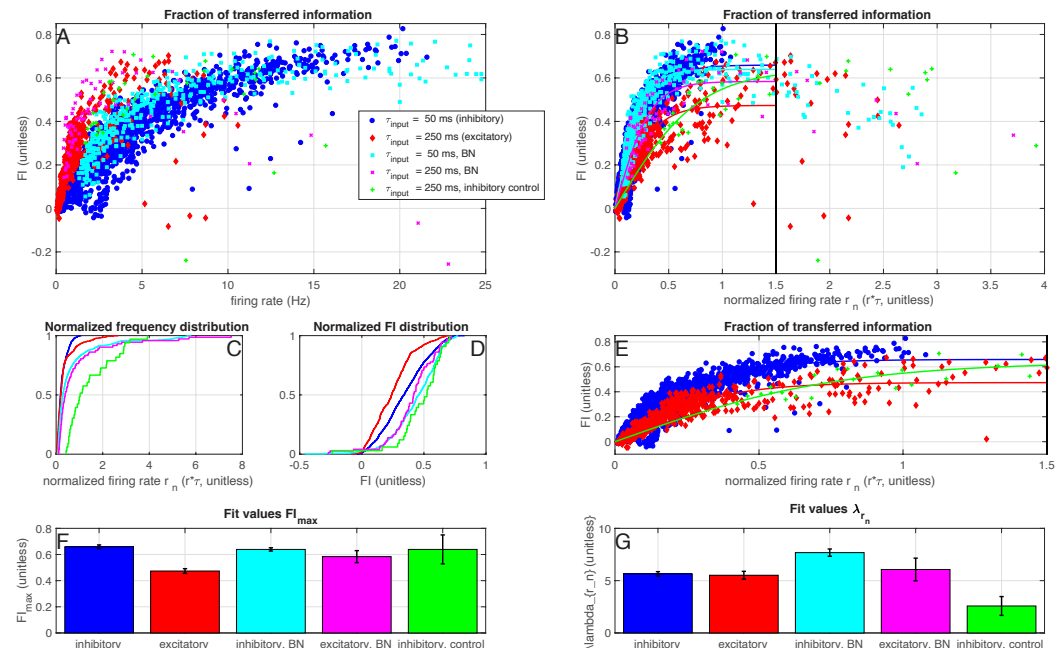 Fraction of transferred information
A
FI (unitless)
0.8
0.6
0.4
0.2
0
-0.2
0
5
10
15
20
25
firing rate (Hz)
τinput = 50 ms (inhibitory)
τinput = 250 ms (excitatory)
τinput = 50 ms, BN
τinput = 250 ms, BN
τinput = 250 ms, inhibitory control
Fraction of transferred information
B
FI (unitless)
0.8
0.6
0.4
0.2
0
-0.2
0
0.5
1
1.5
2
2.5
3
3.5
4
normalized firing rate r_n (r*τ, unitless)
Normalized frequency distribution
C
1
0.5
0
0
2
4
6
8
normalized firing rate r_n (r*τ, unitless)
Normalized FI distribution
D
1
0.5
0
-0.5
0
0.5
1
FI (unitless)
Fraction of transferred information
E
FI (unitless)
0.8
0.6
0.4
0.2
0
0
0.5
1
1.5
normalized firing rate r_n (r*τ, unitless)
Fit values FImax
F
FImax (unitless)
0.8
0.6
0.4
0.2
0
inhibitory
excitatory
inhibitory, BN
excitatory, BN
inhibitory, control
Fit values λrn
G
\lambda_{r_n} (unitless)
10
5
0
inhibitory
excitatory
inhibitory, BN
excitatory, BN
inhibitory, control